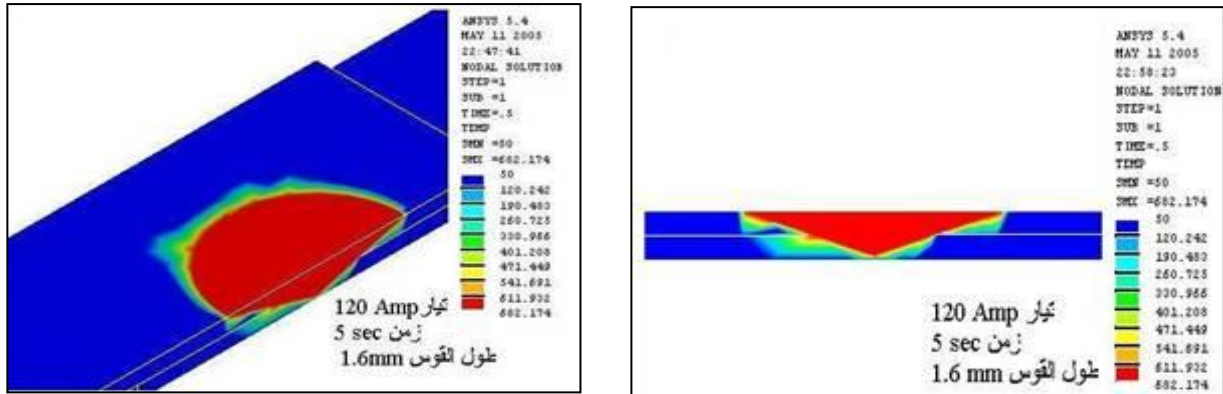 ANSYS 5.4
MAY 11 2005
22:47:41
NODAL SOLUTION
STEP=1
SUB =1
TIME=.5
TEMP
SMN =50
SMX =682.174
50
120.242
190.483
260.725
330.966
401.208
471.449
541.691
611.932
682.174
تيار 120 Amp
زمن 5 sec
طول القوس 1.6mm
ANSYS 5.4
MAY 11 2005
22:58:23
NODAL SOLUTION
STEP=1
SUB =1
TIME=.5
TEMP
SMN =50
SMX =682.174
50
120.242
190.483
260.725
330.966
401.208
471.449
541.691
611.932
682.174
تيار 120 Amp
زمن 5 sec
طول القوس 1.6 mm